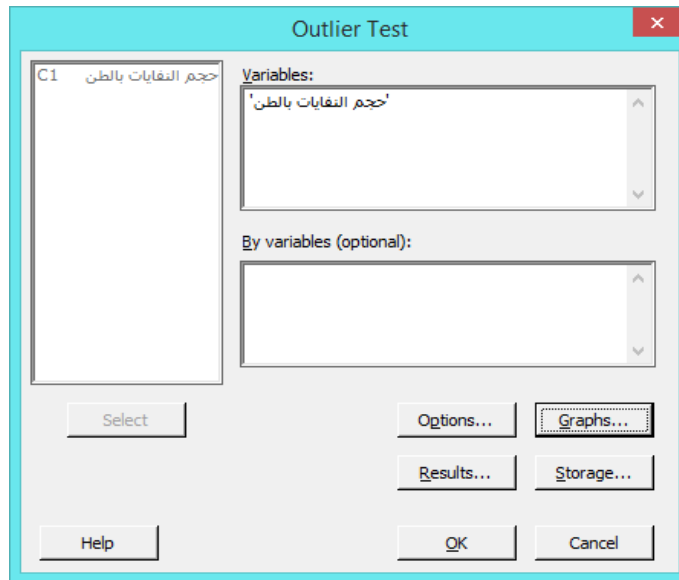 Outlier Test
C1 حجم النفايات بالطن
Variables:
'حجم النفايات بالطن'
By variables (optional):
Select
Options...
Graphs...
Results...
Storage...
Help
OK
Cancel